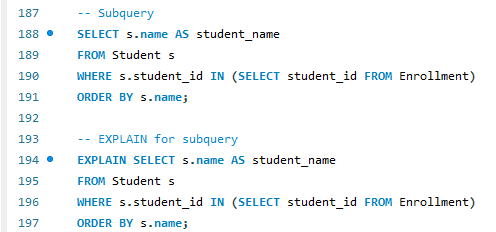 187 -- Subquery
188 SELECT s.name AS student_name
189 FROM Student s
190 WHERE s.student_id IN (SELECT student_id FROM Enrollment)
191 ORDER BY s.name;
192
193 -- EXPLAIN for subquery
194 EXPLAIN SELECT s.name AS student_name
195 FROM Student s
196 WHERE s.student_id IN (SELECT student_id FROM Enrollment)
197 ORDER BY s.name;